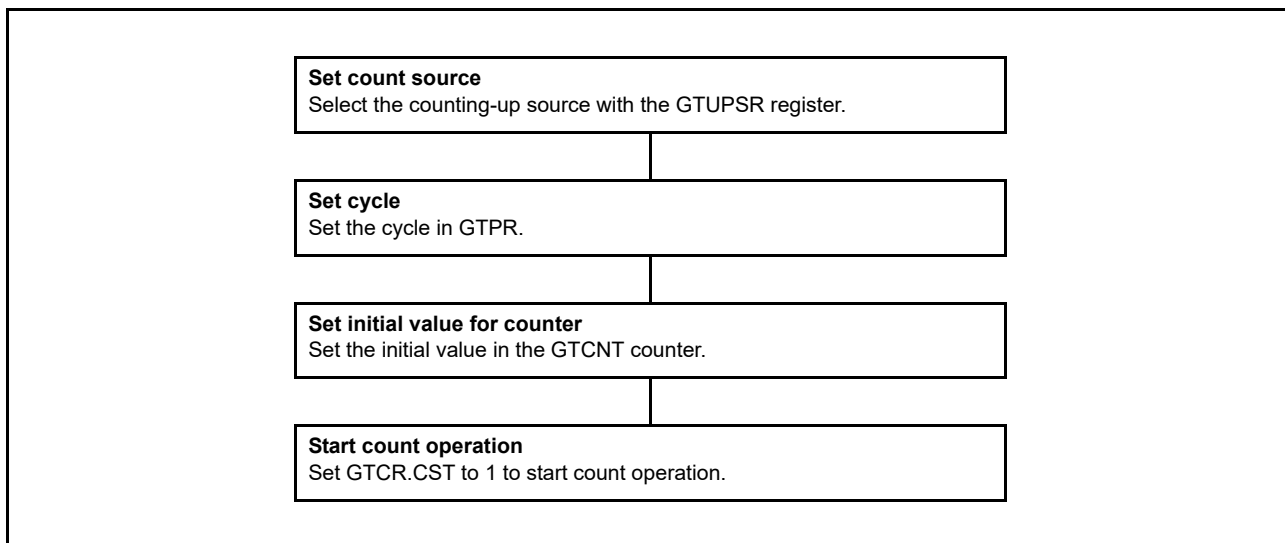 Set count source
Select the counting-up source with the GTUPSR register.
Set cycle
Set the cycle in GTPR.
Set initial value for counter
Set the initial value in the GTCNT counter.
Start count operation
Set GTCR.CST to 1 to start count operation.